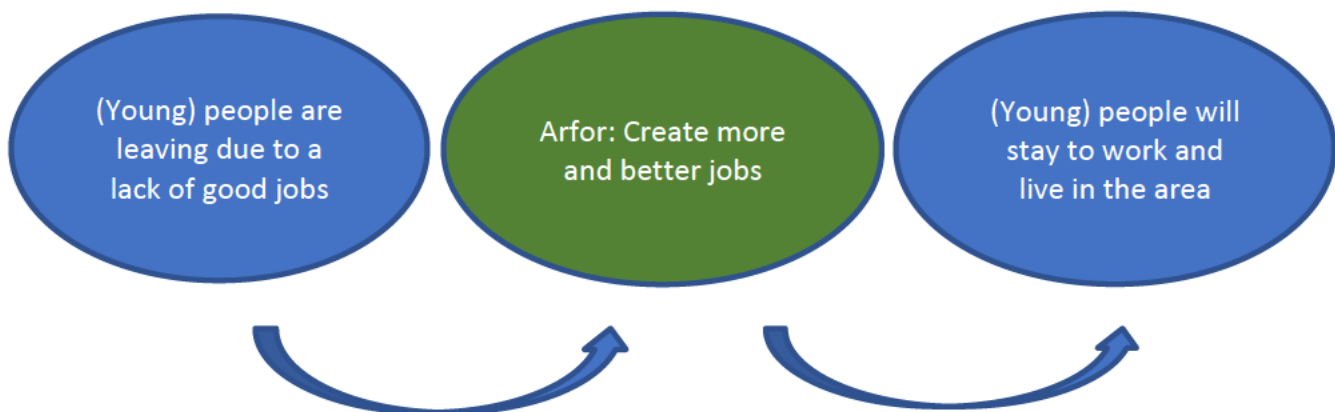 (Young) people are
leaving due to a
lack of good jobs
Arfor: Create more
and better jobs
(Young) people will
stay to work and
live in the area